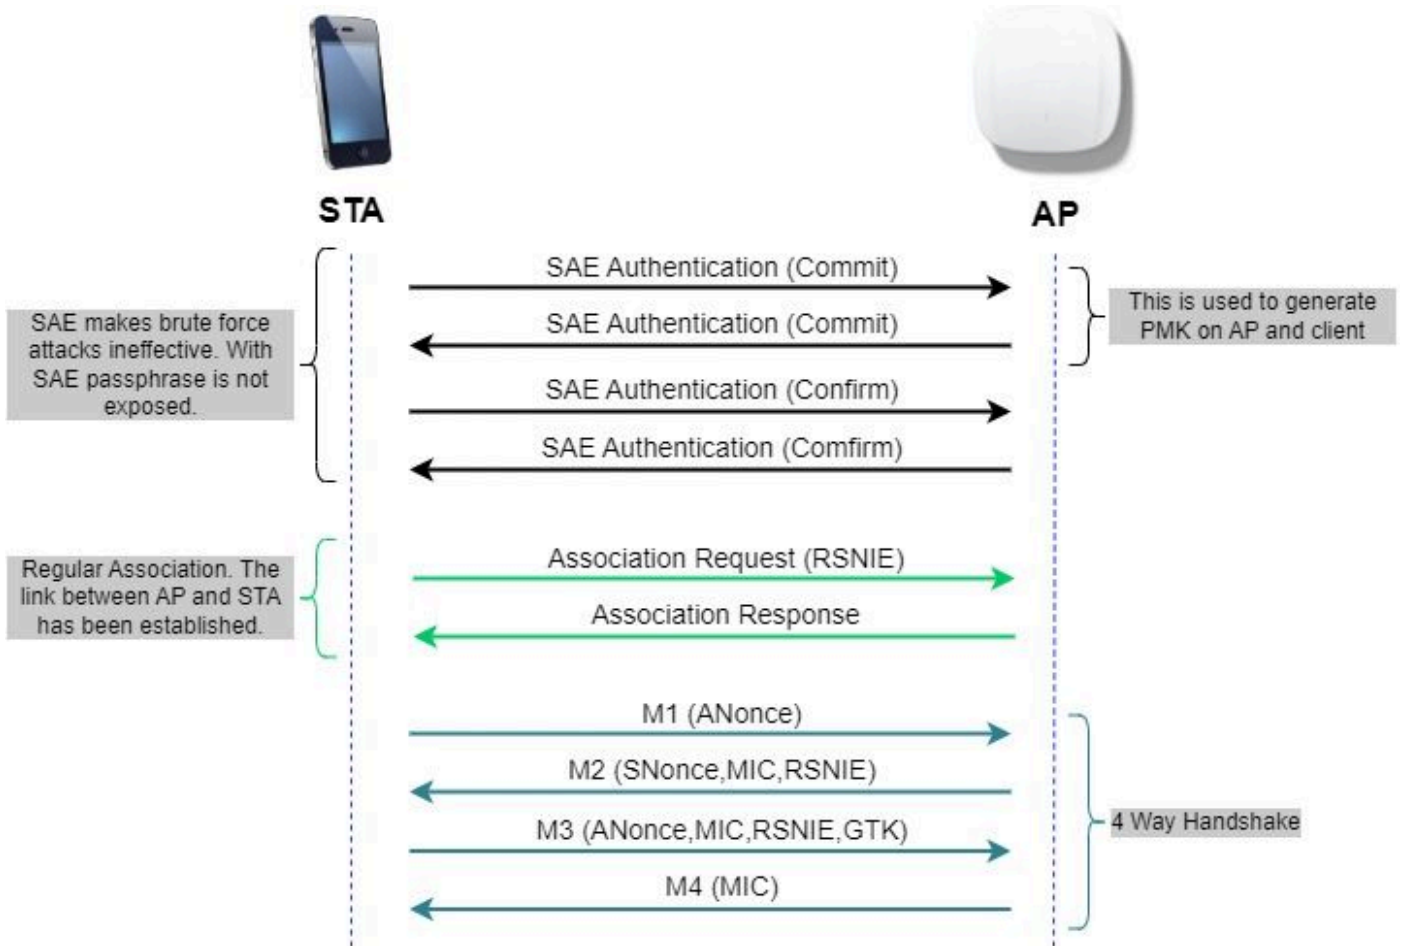 STA
AP
SAE Authentication (Commit)
SAE makes brute force
attacks ineffective. With
SAE passphrase is not
exposed.
This is used to generate
PMK on AP and client
SAE Authentication (Commit)
SAE Authentication (Confirm)
SAE Authentication (Comfirm)
Regular Association. The
link between AP and STA
has been established.
Association Request (RSNIE)
Association Response
M1 (ANonce)
M2 (SNonce,MIC,RSNIE)
M3 (ANonce,MIC,RSNIE,GTK)
M4 (MIC)
4 Way Handshake